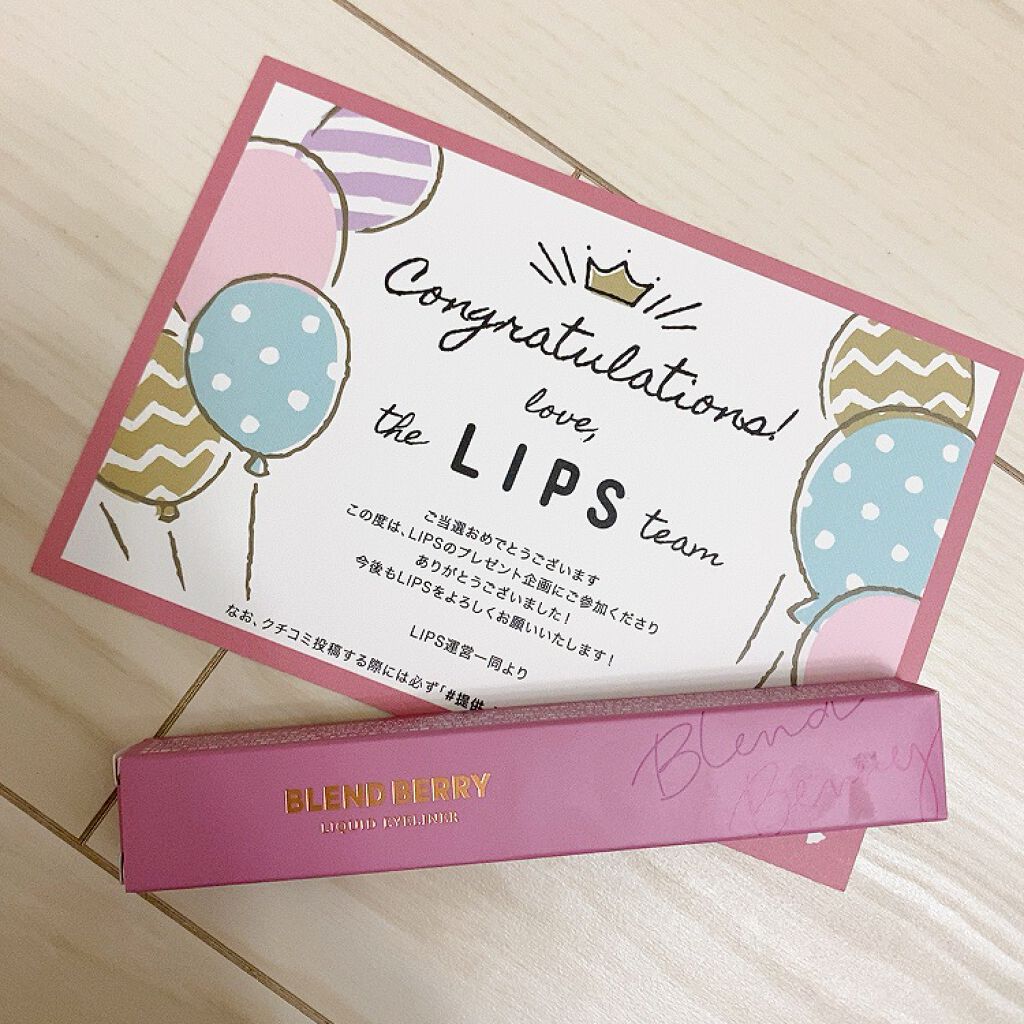 Congratulations!
love,
the LIPS team
ご当選おめでとうございます
この度は、LIPSのプレゼント企画にご参加くださり
ありがとうございました!
今後もLIPSをよろしくお願いいたします!
LIPS運営一同より
なお、クチコミ投稿する際には必ず「#提供
BLEND BERRY
LIQUID EYELINER
Blend
Berry